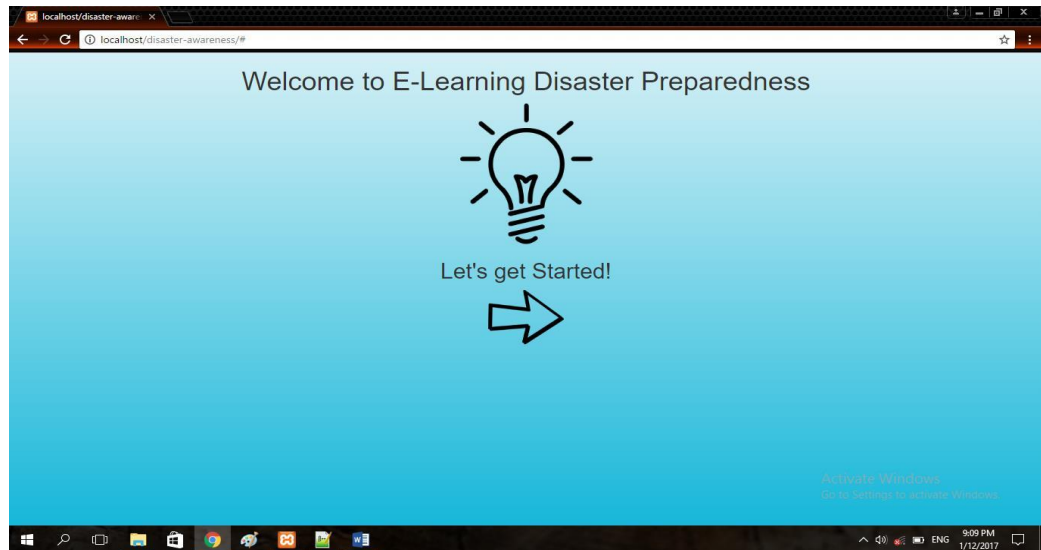 localhost/disaster-aware
localhost/disaster-awareness/#
Welcome to E-Learning Disaster Preparedness
Let's get Started!
Activate Windows
Go to Settings to activate Windows.
ENG
9:09 PM
1/12/2017